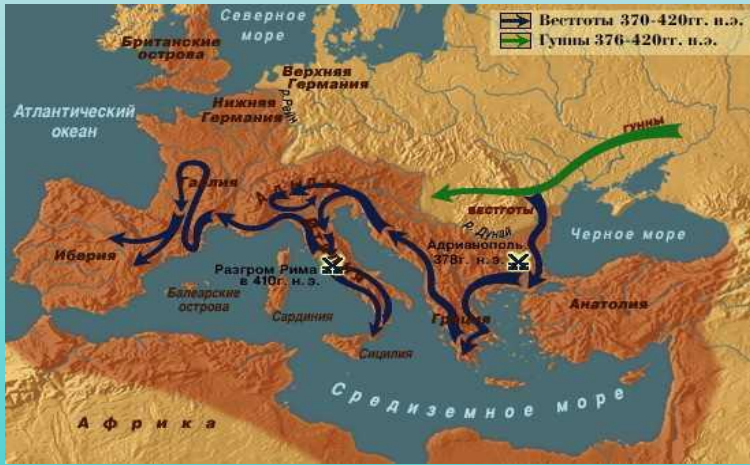 Северное
море
Вестготы 370-420гг. н.э.
Гунны 376-420гг. н.э.
Британские
острова
Верхняя
Германия
р.Рейн
Нижняя
Германия
Атлантический
океан
гунны
Галлия
Альпы
вестготы
р. Дунай
Черное море
Иберия
Адрианополь
378г. н.э.
Разгром Рима
в 410г. н.э.
Балеарские
острова
Сардиния
Греция
Анатолия
Сицилия
Средиземное море
Африка